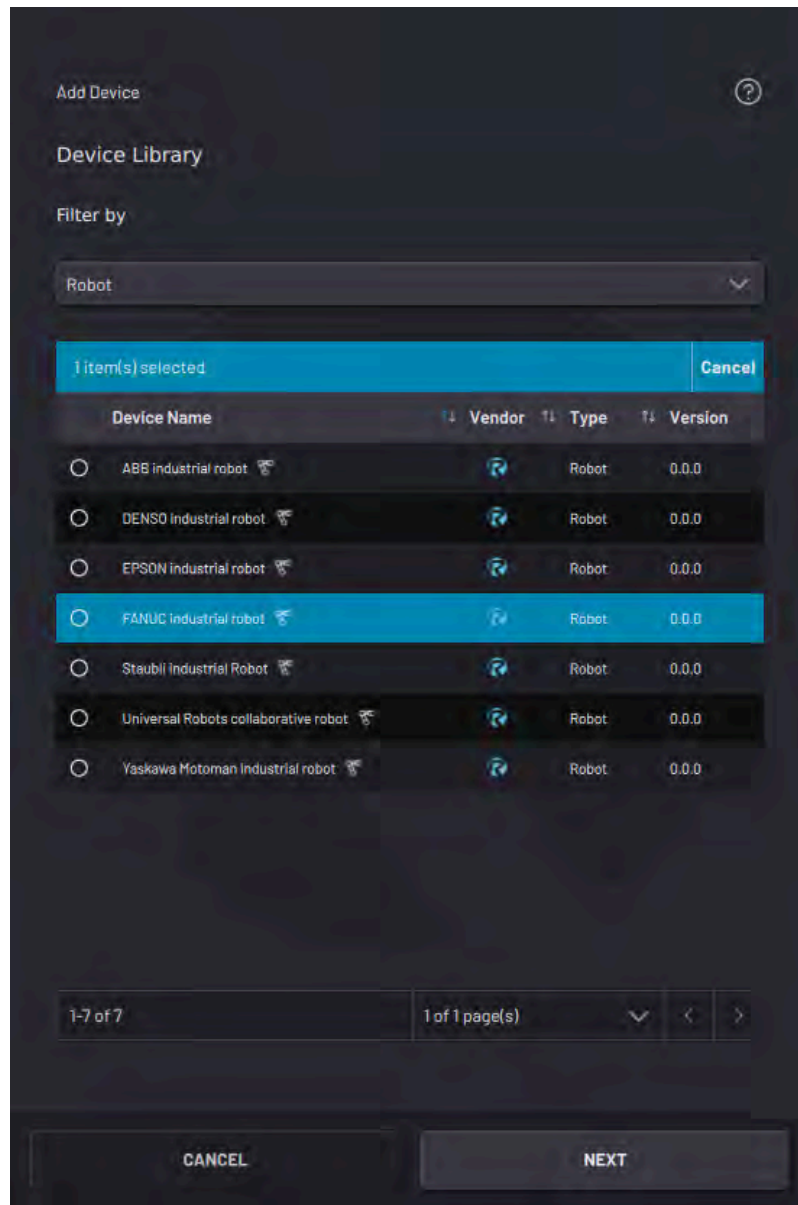 Add Device
Device Library
Filter by
Robot
1 item(s) selected Cancel
Device Name Vendor Type Version
ABB industrial robot Robot 0.0.0
DENSO industrial robot Robot 0.0.0
EPSON industrial robot Robot 0.0.0
FANUC industrial robot Robot 0.0.0
Staubli industrial Robot Robot 0.0.0
Universal Robots collaborative robot Robot 0.0.0
Yaskawa Motoman industrial robot Robot 0.0.0
1-7 of 7 1 of 1 page(s)
CANCEL NEXT